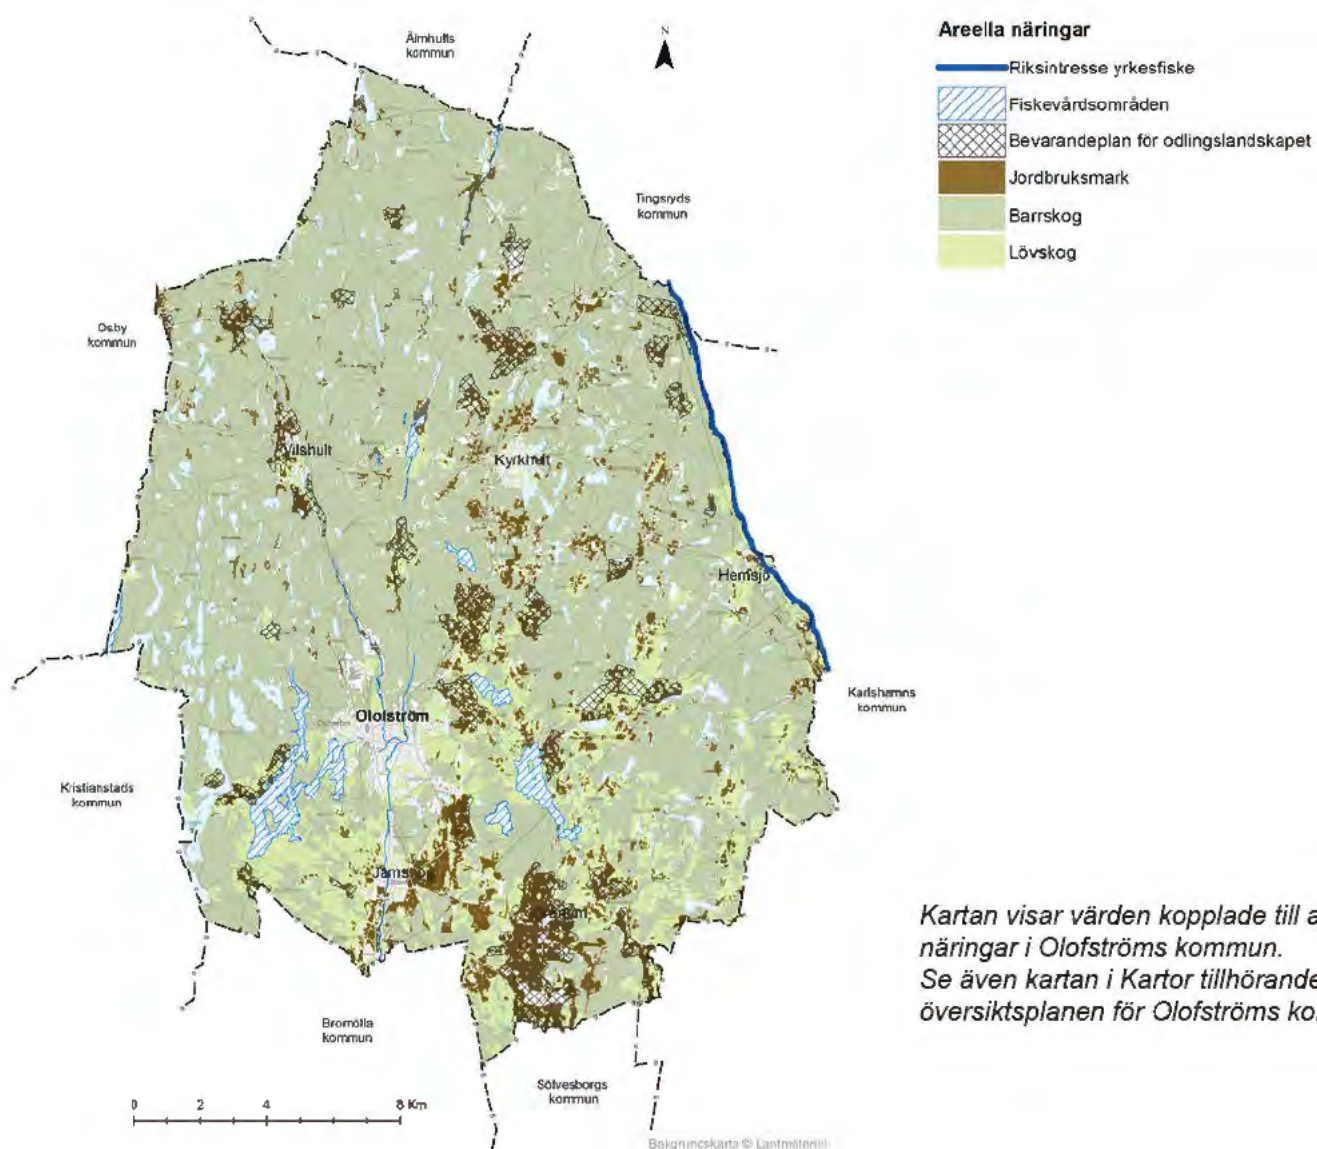 Älmhults
kommun
N
Tingsryds
kommun
Osby
kommun
Vilshult
Kyrkhult
Hemsjö
Karlshamns
kommun
Olofström
Kristianstads
kommun
Bromölla
kommun
Sölvesborgs
kommun
0 2 4 8 Km
Bakgrundskarta © Lantmäteriet
Areella näringar
Riksintresse yrkesfiske
Fiskevårdsområden
Bevarandeplan för odlingslandskapet
Jordbruksmark
Barrskog
Lövskog
Kartan visar värden kopplade till a
näringar i Olofströms kommun.
Se även kartan i Kartor tillhörande
översiktsplanen för Olofströms ko